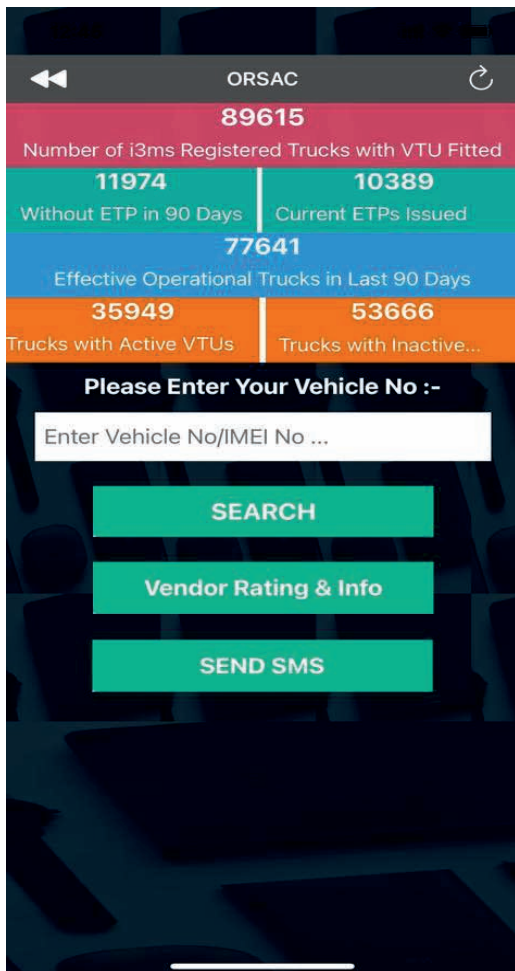 ORSAC
89615
Number of i3ms Registered Trucks with VTU Fitted
11974
Without ETP in 90 Days
10389
Current ETPs Issued
77641
Effective Operational Trucks in Last 90 Days
35949
Trucks with Active VTUs
53666
Trucks with Inactive...
Please Enter Your Vehicle No :-
Enter Vehicle No/IMEI No ...
SEARCH
Vendor Rating & Info
SEND SMS